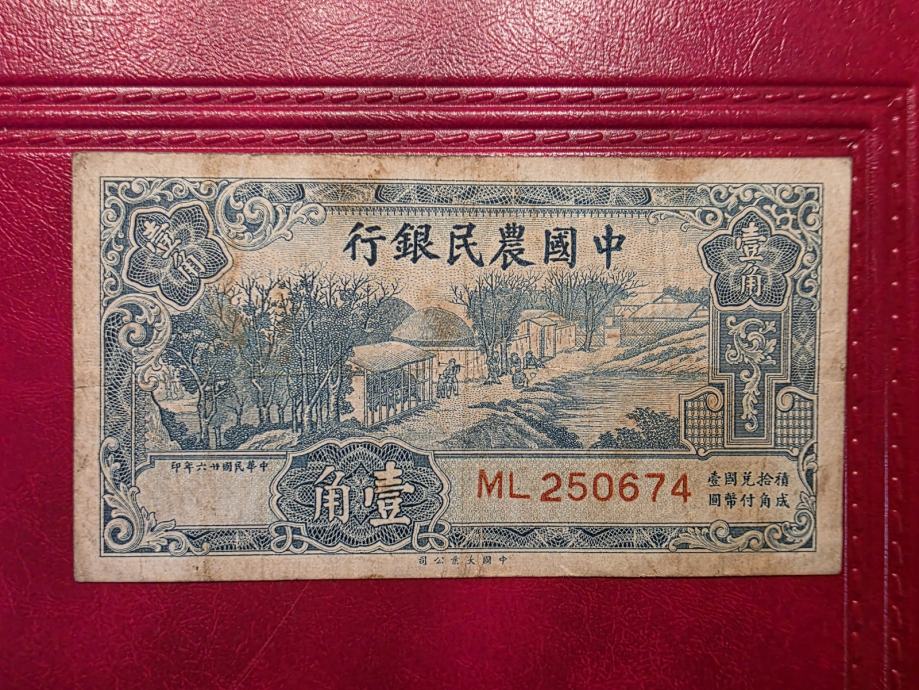 中國農民銀行
壹角
壹角
中華民國廿六年印
壹角
ML 250674
積成
拾角
兌付
國幣
壹圓
中國大業公司